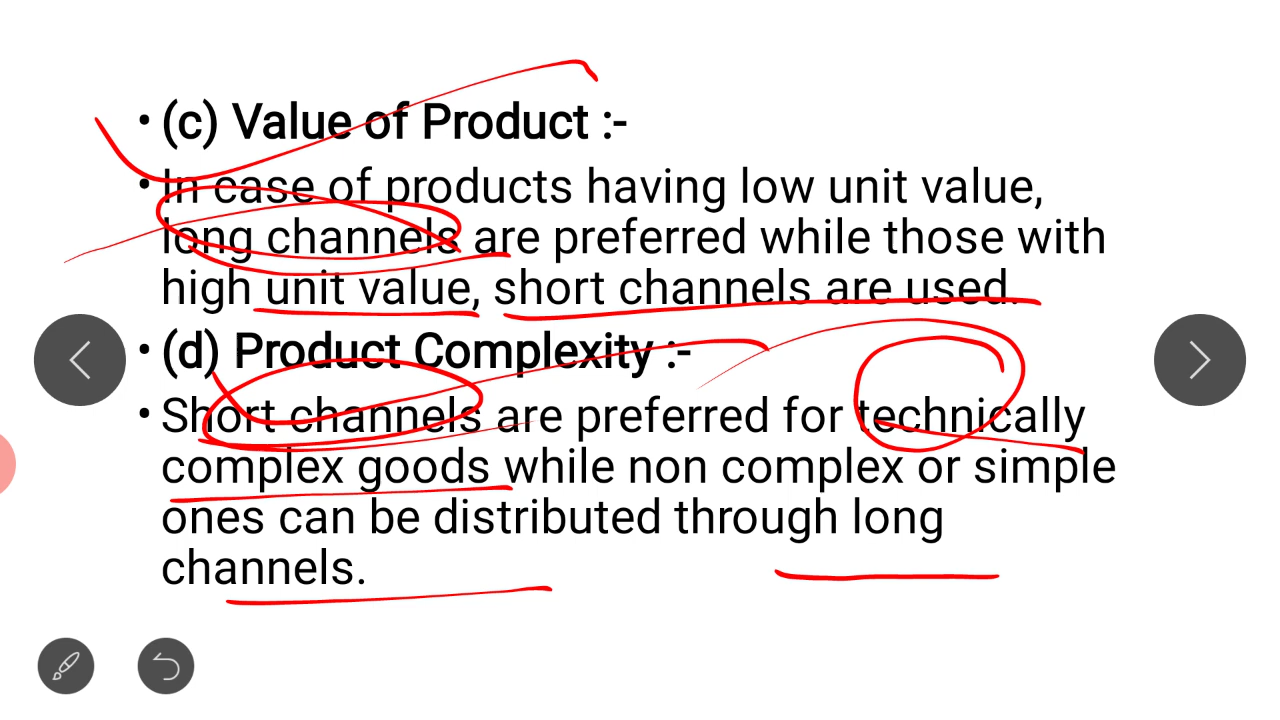 • (c) Value of Product :-
• In case of products having low unit value,
long channels are preferred while those with
high unit value, short channels are used.
• (d) Product Complexity :-
• Short channels are preferred for technically
complex goods while non complex or simple
ones can be distributed through long
channels.